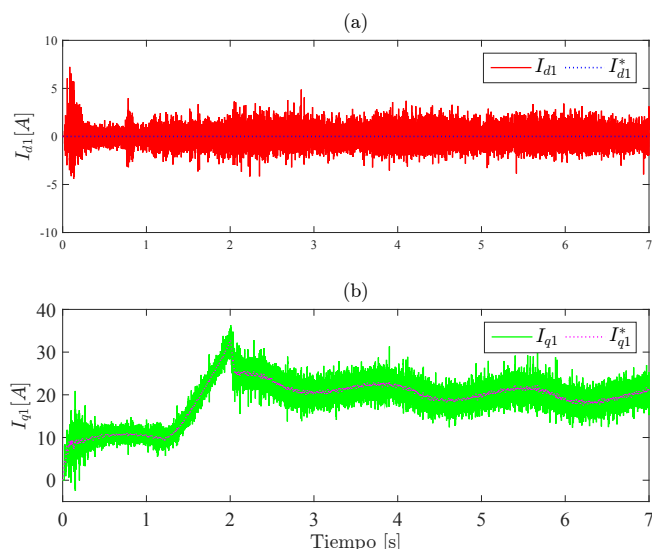 (a)
I_{d1} I^*_{d1}
I_{d1}[A]
10
5
0
-5
-10
0 1 2 3 4 5 6 7
(b)
I_{q1} I^*_{q1}
I_{q1}[A]
40
30
20
10
0
0 1 2 3 4 5 6 7
Tiempo [s]